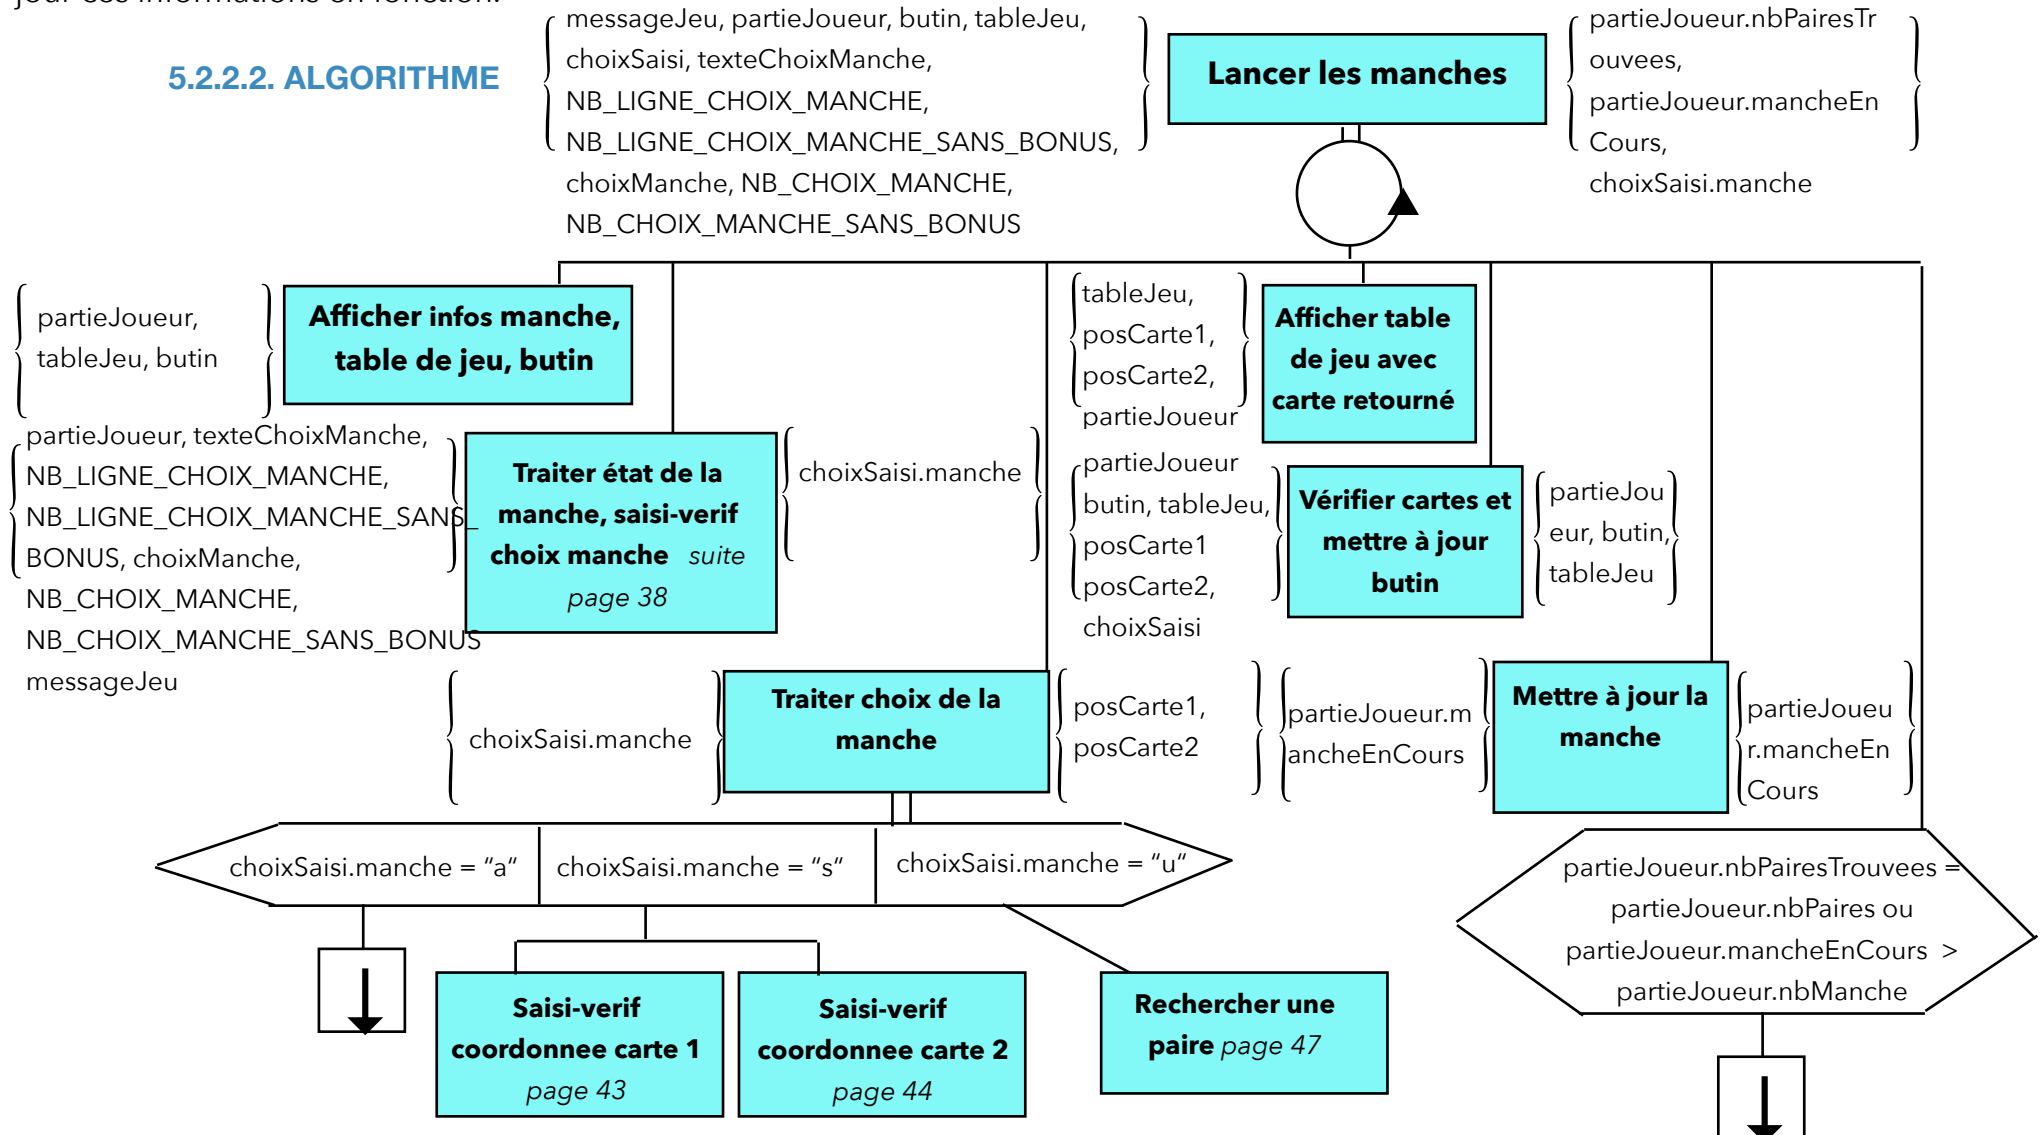 jour ces informations en fonction.
5.2.2.2. ALGORITHME
messageJeu, partieJoueur, butin, tableJeu,
choixSaisi, texteChoixManche,
NB_LIGNE_CHOIX_MANCHE,
NB_LIGNE_CHOIX_MANCHE_SANS_BONUS,
choixManche, NB_CHOIX_MANCHE,
NB_CHOIX_MANCHE_SANS_BONUS
Lancer les manches
partieJoueur.nbPairesTr
ouvees,
partieJoueur.mancheEn
Cours,
choixSaisi.manche
partieJoueur,
tableJeu, butin
Afficher infos manche,
table de jeu, butin
tableJeu,
posCarte1,
posCarte2,
partieJoueur
Afficher table
de jeu avec
carte retourné
partieJoueur, texteChoixManche,
NB_LIGNE_CHOIX_MANCHE,
NB_LIGNE_CHOIX_MANCHE_SANS_
BONUS, choixManche,
NB_CHOIX_MANCHE,
NB_CHOIX_MANCHE_SANS_BONUS
messageJeu
Traiter état de la
manche, saisi-verif
choix manche suite
page 38
choixSaisi.manche
partieJoueur
butin, tableJeu,
posCarte1
posCarte2,
choixSaisi
Vérifier cartes et
mettre à jour
butin
partieJou
eur, butin,
tableJeu
choixSaisi.manche
Traiter choix de la
manche
posCarte1,
posCarte2
partieJoueur.m
ancheEnCours
Mettre à jour la
manche
partieJoueu
r.mancheEn
Cours
choixSaisi.manche = “a“
choixSaisi.manche = “s“
choixSaisi.manche = “u“
partieJoueur.nbPairesTrouvees =
partieJoueur.nbPaires ou
partieJoueur.mancheEnCours >
partieJoueur.nbManche
Saisi-verif
coordonnee carte 1
page 43
Saisi-verif
coordonnee carte 2
page 44
Rechercher une
paire page 47